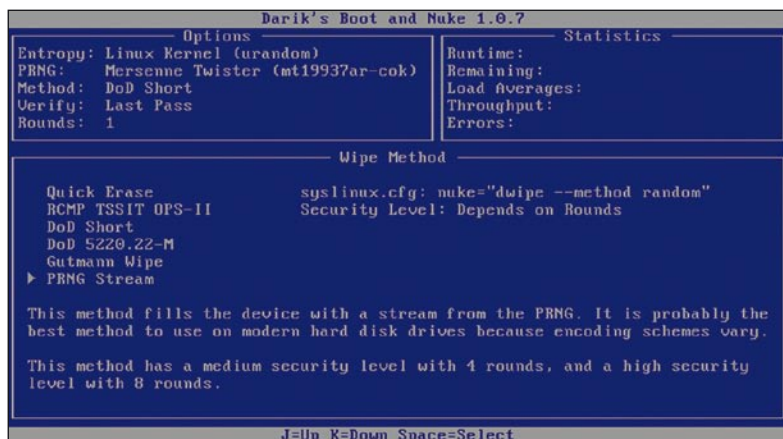 Darik's Boot and Nuke 1.0.7
Options
Entropy: Linux Kernel (urandom)
PRNG: Mersenne Twister (mt19937ar-cok)
Method: DoD Short
Verify: Last Pass
Rounds: 1
Statistics
Runtime:
Remaining:
Load Averages:
Throughput:
Errors:
Wipe Method
Quick Erase
RCMP TSSIT OPS-II
DoD Short
DoD 5220.22-M
Gutmann Wipe
▶ PRNG Stream
syslinux.cfg: nuke="dwipe --method random"
Security Level: Depends on Rounds
This method fills the device with a stream from the PRNG. It is probably the
best method to use on modern hard disk drives because encoding schemes vary.
This method has a medium security level with 4 rounds, and a high security
level with 8 rounds.
J=Up K=Down Space=Select